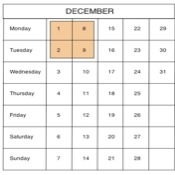 DECEMBER
Monday 1 8 15 22 29
Tuesday 2 9 16 23 30
Wednesday 3 10 17 24 31
Thursday 4 11 18 25
Friday 5 12 19 26
Saturday 6 13 20 27
Sunday 7 14 21 28